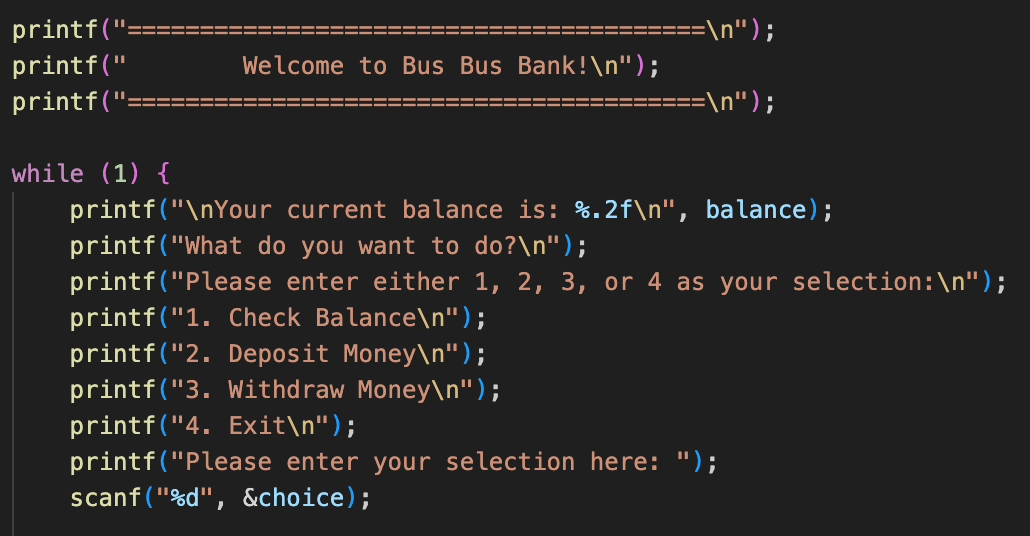 printf("========================================\n");
printf("        Welcome to Bus Bus Bank!\n");
printf("========================================\n");
while (1) {
    printf("\nYour current balance is: %.2f\n", balance);
    printf("What do you want to do?\n");
    printf("Please enter either 1, 2, 3, or 4 as your selection:\n");
    printf("1. Check Balance\n");
    printf("2. Deposit Money\n");
    printf("3. Withdraw Money\n");
    printf("4. Exit\n");
    printf("Please enter your selection here: ");
    scanf("%d", &choice);